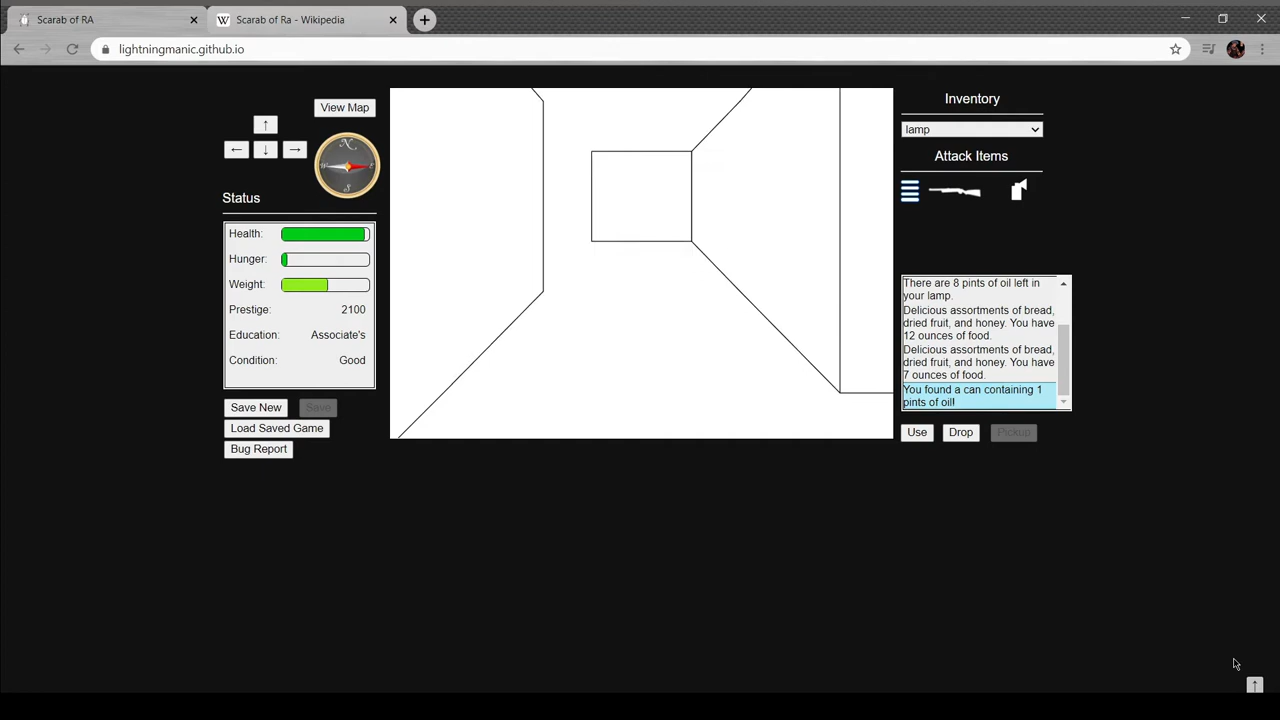 Scarab of RA
Scarab of Ra - Wikipedia
lightningmanic.github.io
View Map
N
W E
S
Status
Health:
Hunger:
Weight:
Prestige: 2100
Education: Associate's
Condition: Good
Save New Save
Load Saved Game
Bug Report
Inventory
lamp
Attack Items
There are 8 pints of oil left in
your lamp.
Delicious assortments of bread,
dried fruit, and honey. You have
12 ounces of food.
Delicious assortments of bread,
dried fruit, and honey. You have
7 ounces of food.
You found a can containing 1
pints of oil!
Use Drop Pickup